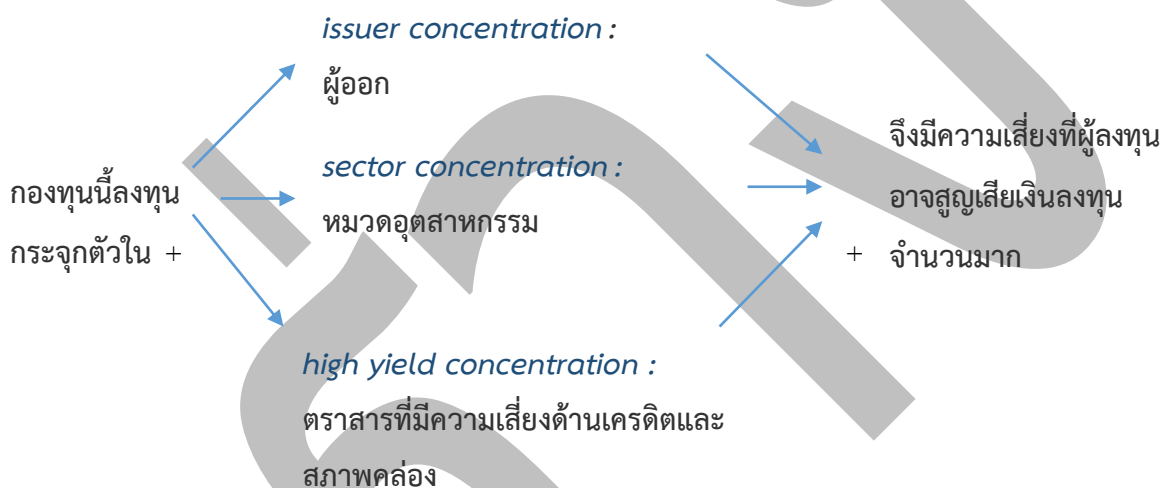 issuer concentration :
ผู้ออก
กองทุนนี้ลงทุน
กระจุกตัวใน +
sector concentration :
หมวดอุตสาหกรรม
high yield concentration :
ตราสารที่มีความเสี่ยงด้านเครดิตและ
สภาพคล่อง
จึงมีความเสี่ยงที่ผู้ลงทุน
อาจสูญเสียเงินลงทุน
+ จำนวนมาก